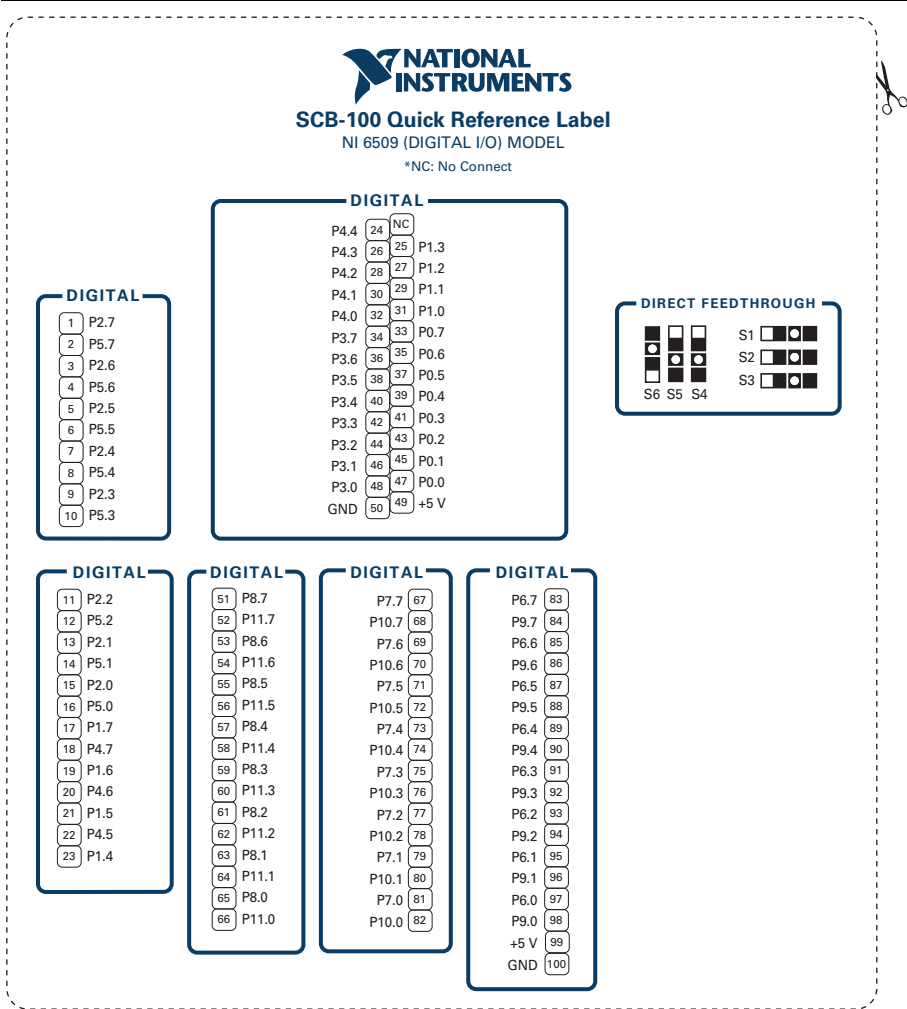 NATIONAL
INSTRUMENTS
SCB-100 Quick Reference Label
NI 6509 (DIGITAL I/O) MODEL
*NC: No Connect
DIGITAL
1 P2.7
2 P5.7
3 P2.6
4 P5.6
5 P2.5
6 P5.5
7 P2.4
8 P5.4
9 P2.3
10 P5.3
DIGITAL
P4.4 24 NC
P4.3 26 25 P1.3
P4.2 28 27 P1.2
P4.1 30 29 P1.1
P4.0 32 31 P1.0
P3.7 34 33 P0.7
P3.6 36 35 P0.6
P3.5 38 37 P0.5
P3.4 40 39 P0.4
P3.3 42 41 P0.3
P3.2 44 43 P0.2
P3.1 46 45 P0.1
P3.0 48 47 P0.0
GND 50 49 +5 V
DIRECT FEEDTHROUGH
S6 S5 S4
S1
S2
S3
DIGITAL
11 P2.2
12 P5.2
13 P2.1
14 P5.1
15 P2.0
16 P5.0
17 P1.7
18 P4.7
19 P1.6
20 P4.6
21 P1.5
22 P4.5
23 P1.4
DIGITAL
51 P8.7
52 P11.7
53 P8.6
54 P11.6
55 P8.5
56 P11.5
57 P8.4
58 P11.4
59 P8.3
60 P11.3
61 P8.2
62 P11.2
63 P8.1
64 P11.1
65 P8.0
66 P11.0
DIGITAL
P7.7 67
P10.7 68
P7.6 69
P10.6 70
P7.5 71
P10.5 72
P7.4 73
P10.4 74
P7.3 75
P10.3 76
P7.2 77
P10.2 78
P7.1 79
P10.1 80
P7.0 81
P10.0 82
DIGITAL
P6.7 83
P9.7 84
P6.6 85
P9.6 86
P6.5 87
P9.5 88
P6.4 89
P9.4 90
P6.3 91
P9.3 92
P6.2 93
P9.2 94
P6.1 95
P9.1 96
P6.0 97
P9.0 98
+5 V 99
GND 100